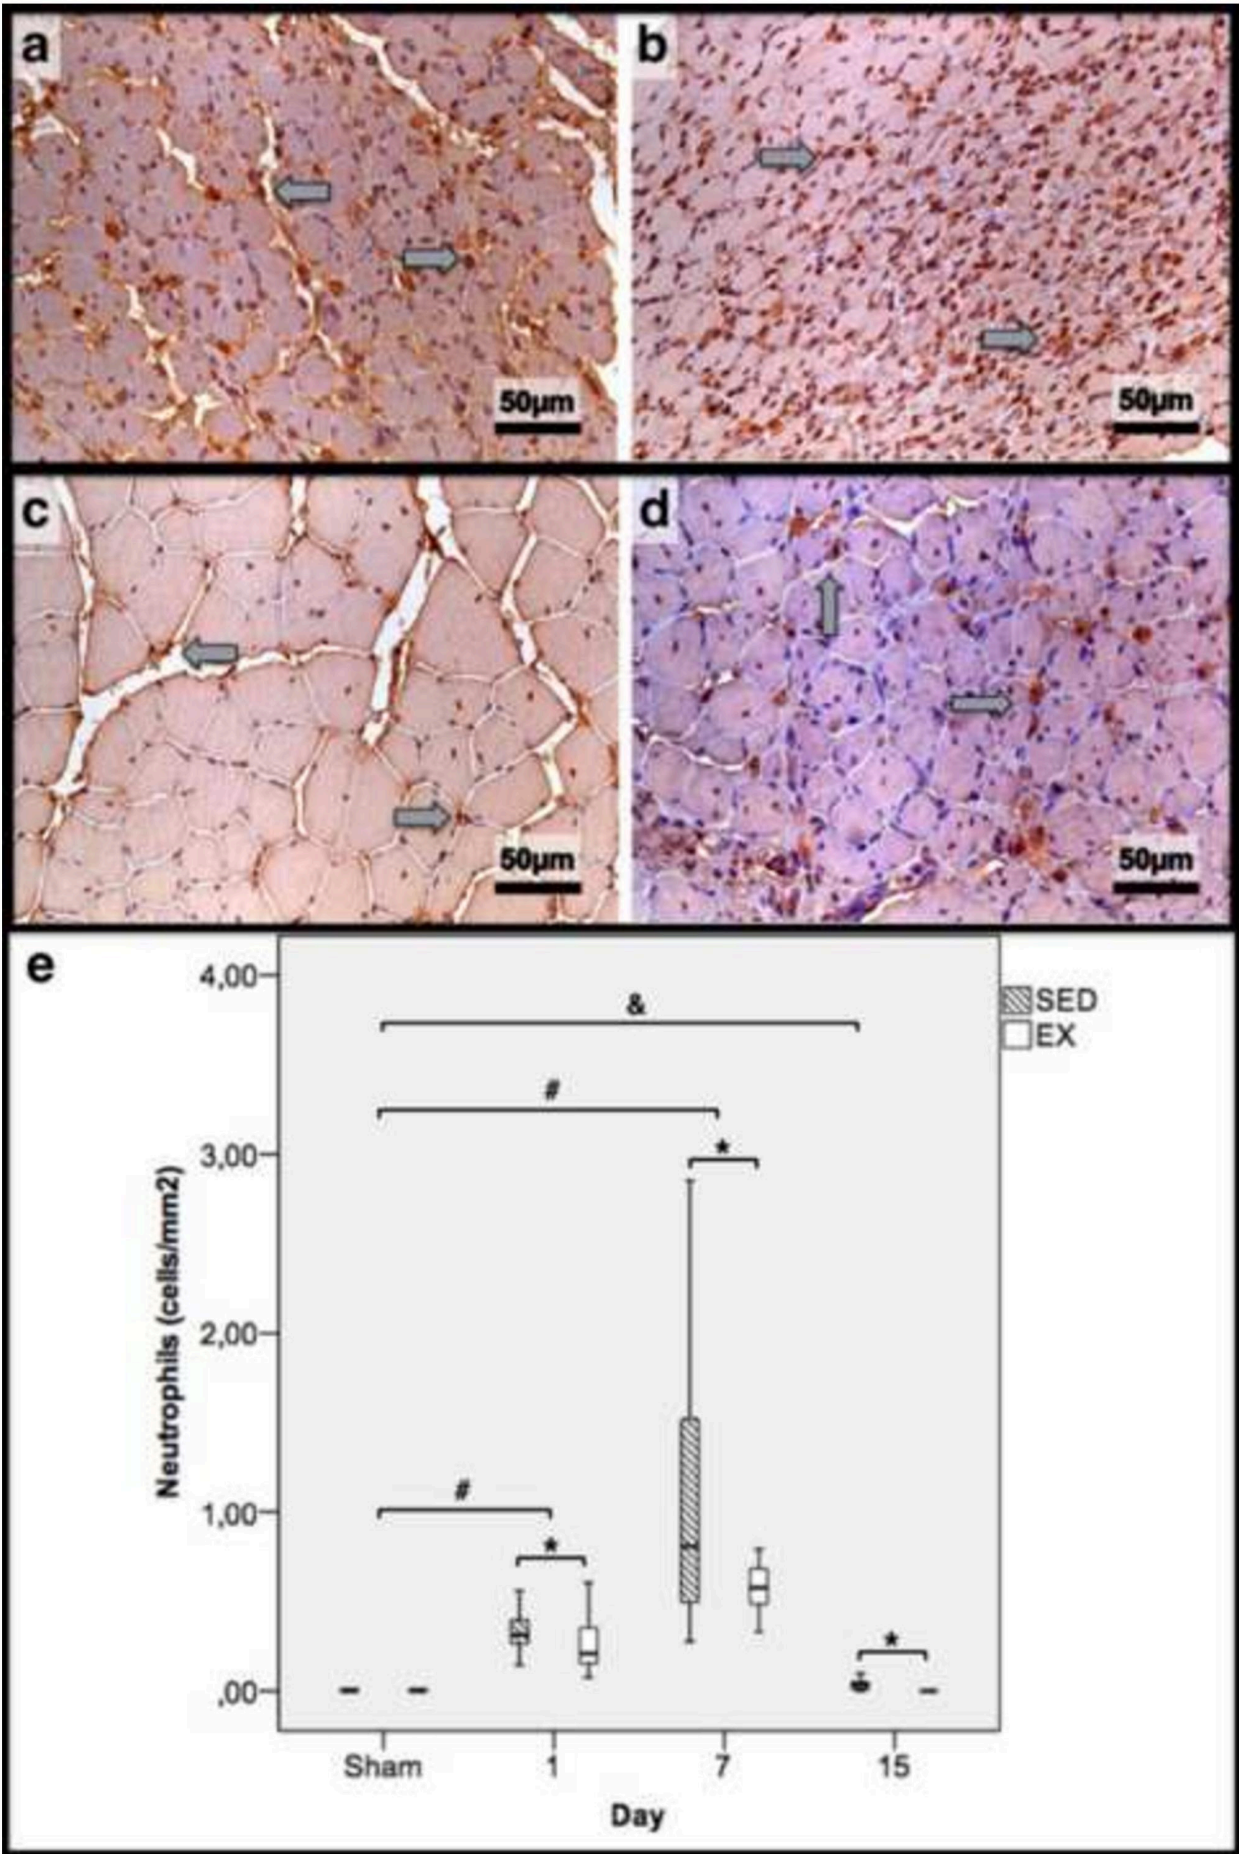 a
b
50µm
50µm
c
d
50µm
50µm
e
4,00
3,00
2,00
1,00
,00
Neutrophils (cells/mm2)
&
#
*
#
*
*
SED
EX
Sham 1 7 15
Day